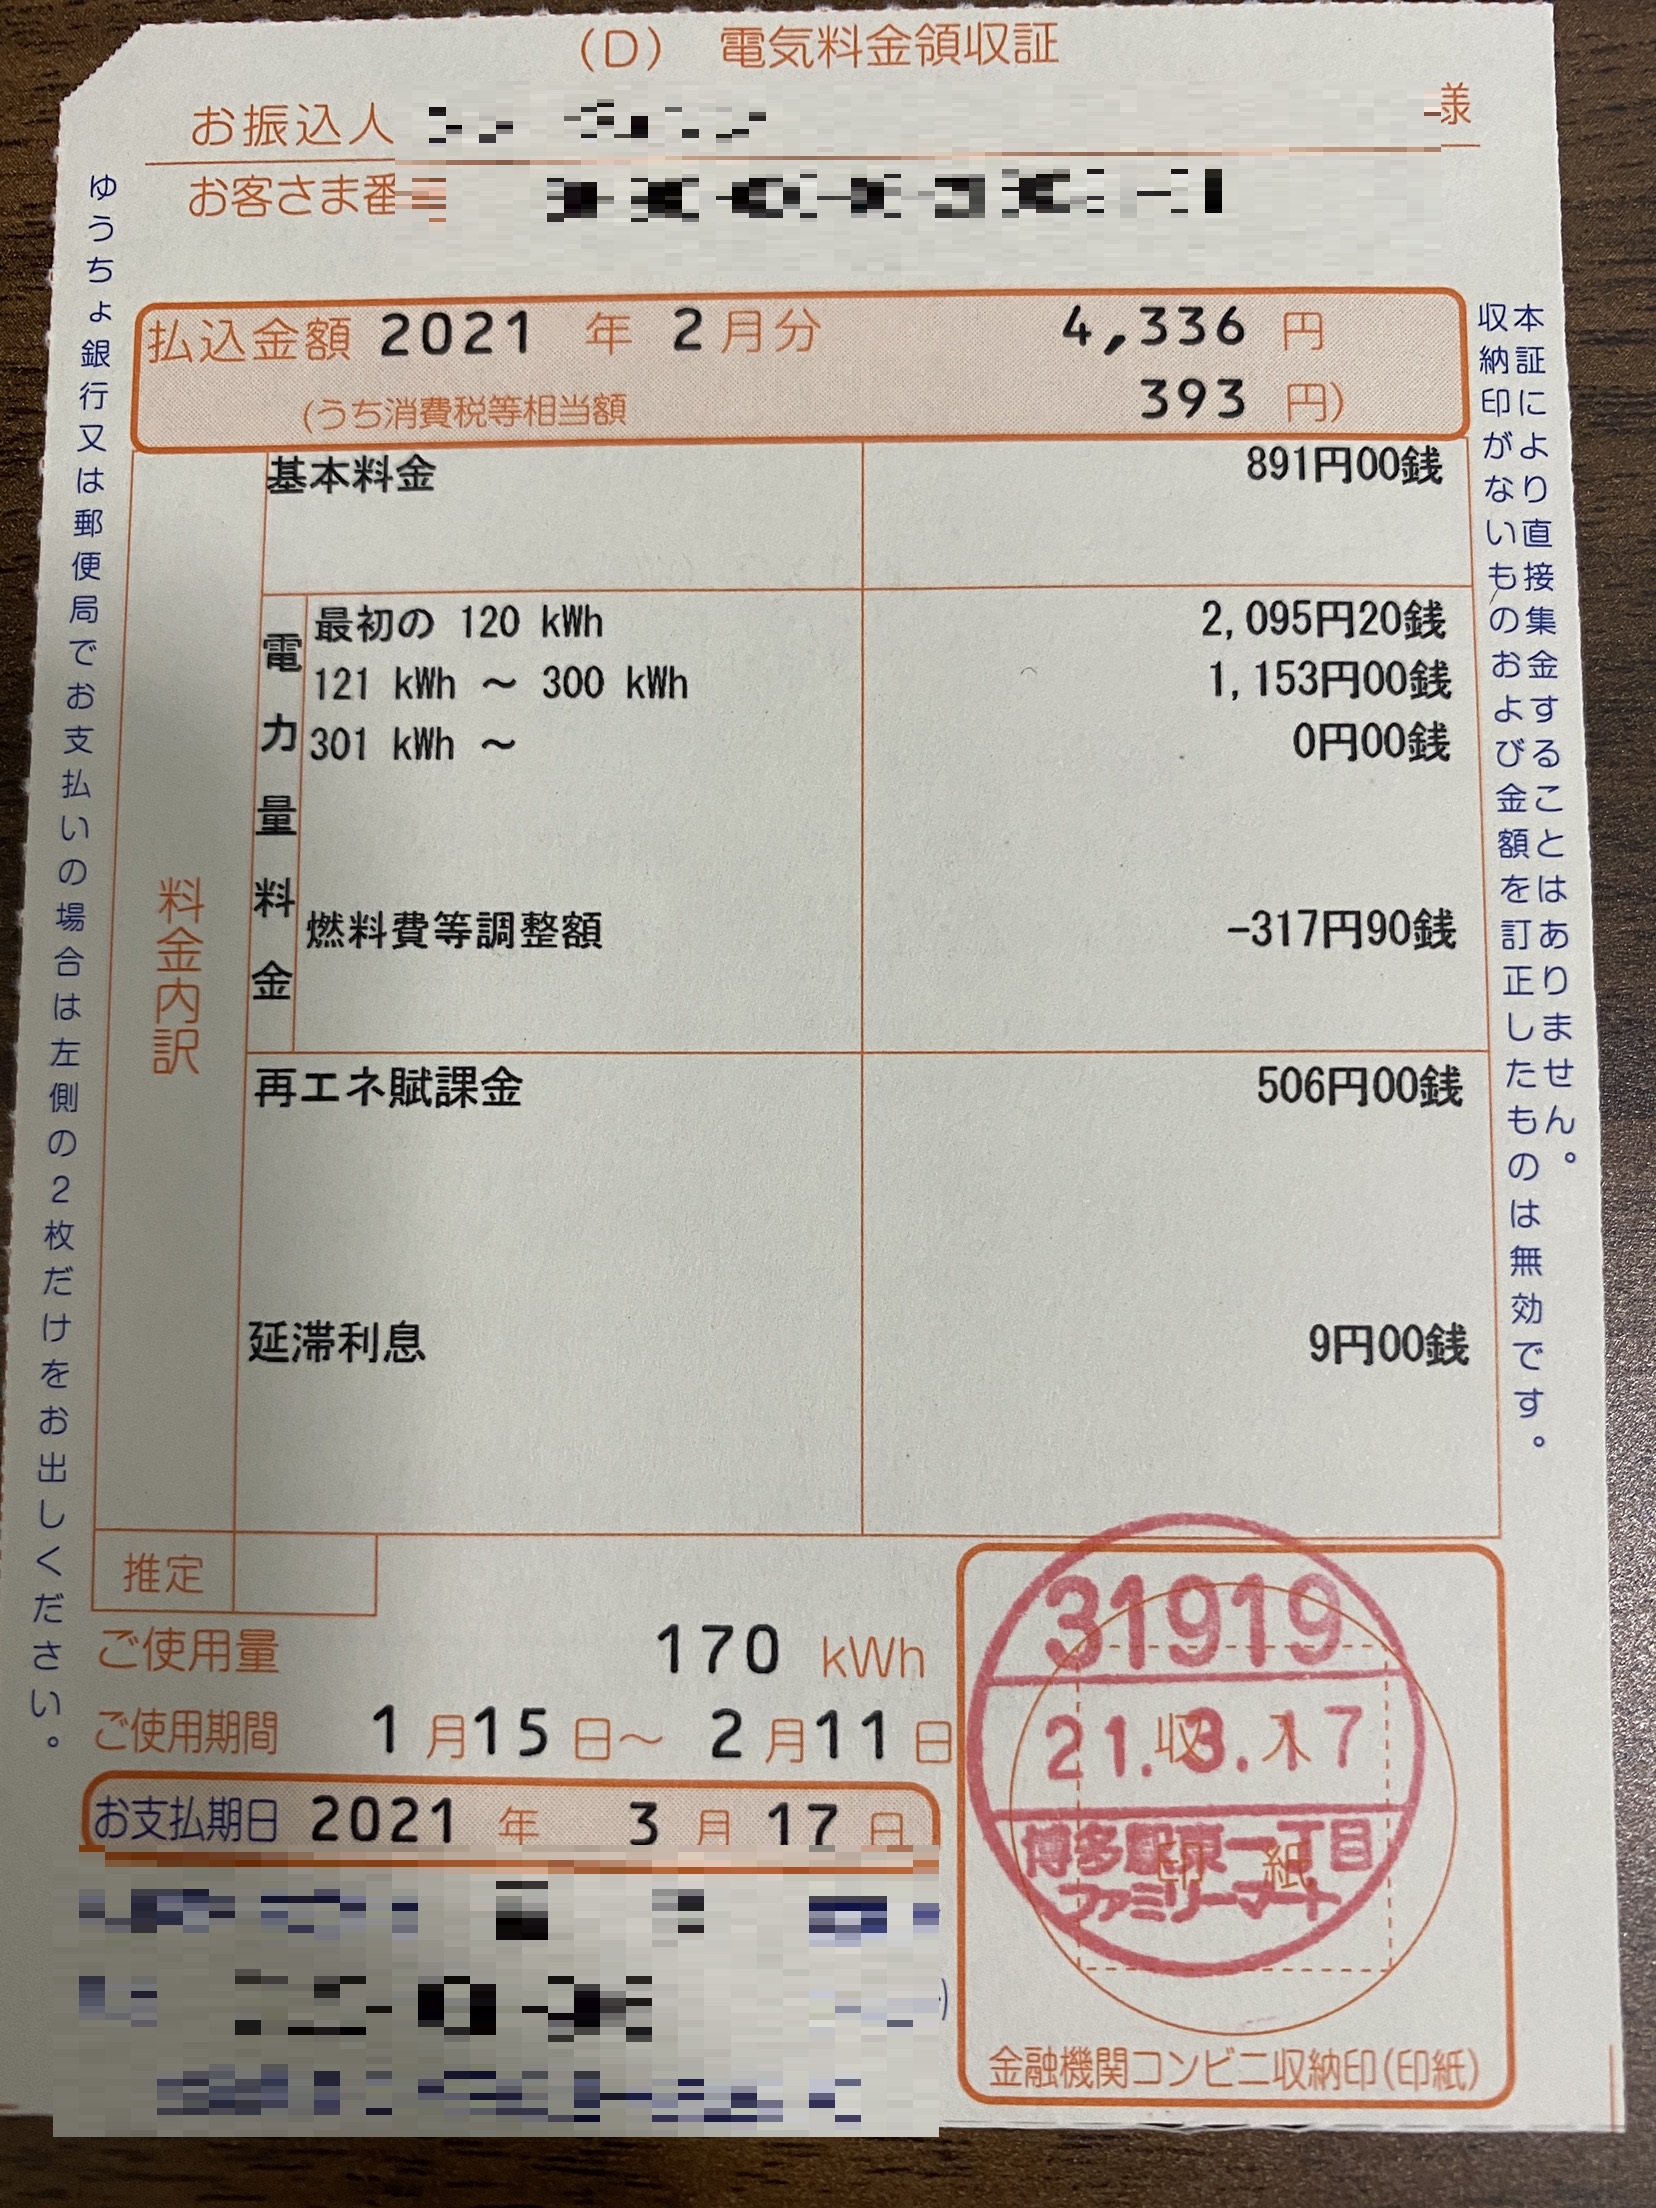 (D) 電気料金領収証
お振込人 様
お客さま番
払込金額 2021 年 2 月分 4,336 円
(うち消費税等相当額 393 円)
料金内訳
基本料金 891円00銭
電力量料金
最初の 120 kWh 2,095円20銭
121 kWh ～ 300 kWh 1,153円00銭
301 kWh ～ 0円00銭
燃料費等調整額 -317円90銭
再エネ賦課金 506円00銭
延滞利息 9円00銭
推定
ご使用量 170 kWh
ご使用期間 1 月 15 日～ 2 月 11 日
お支払期日 2021 年 3 月 17 日
31919
21.3.17
博多駅東一丁目
ファミリーマート
収入
印紙
金融機関コンビニ収納印(印紙)
ゆうちょ銀行又は郵便局でお支払いの場合は左側の2枚だけをお出しください。
本証により直接集金することはありません。
収納印がないものおよび金額を訂正したものは無効です。